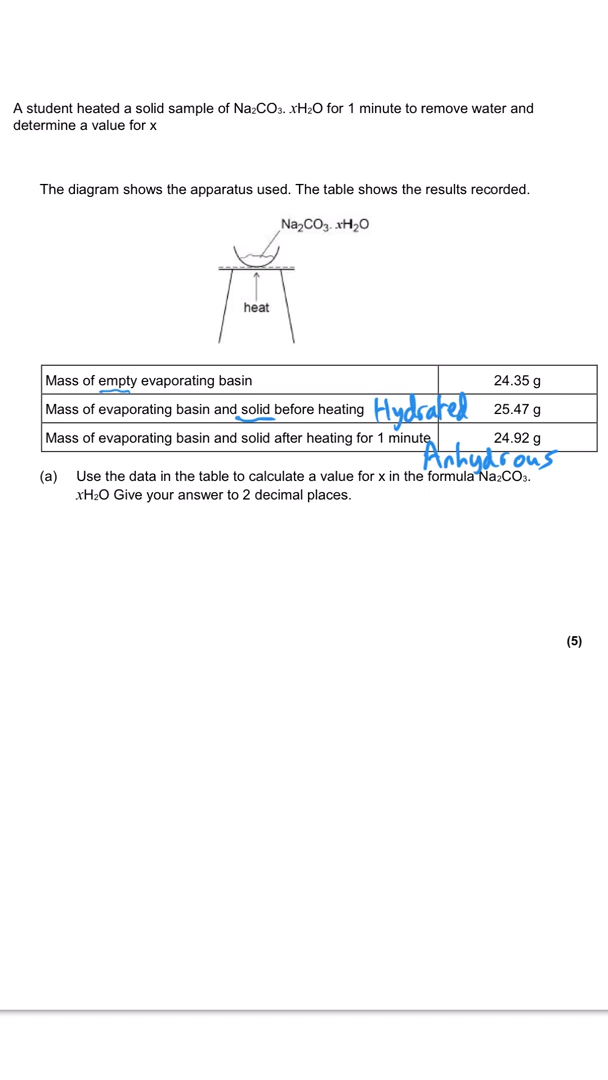 A student heated a solid sample of Na₂CO₃. xH₂O for 1 minute to remove water and
determine a value for x
The diagram shows the apparatus used. The table shows the results recorded.
Na₂CO₃. xH₂O
heat
Mass of empty evaporating basin 24.35 g
Mass of evaporating basin and solid before heating Hydrated 25.47 g
Mass of evaporating basin and solid after heating for 1 minute 24.92 g
Anhydrous
(a) Use the data in the table to calculate a value for x in the formula Na₂CO₃.
xH₂O Give your answer to 2 decimal places.
(5)